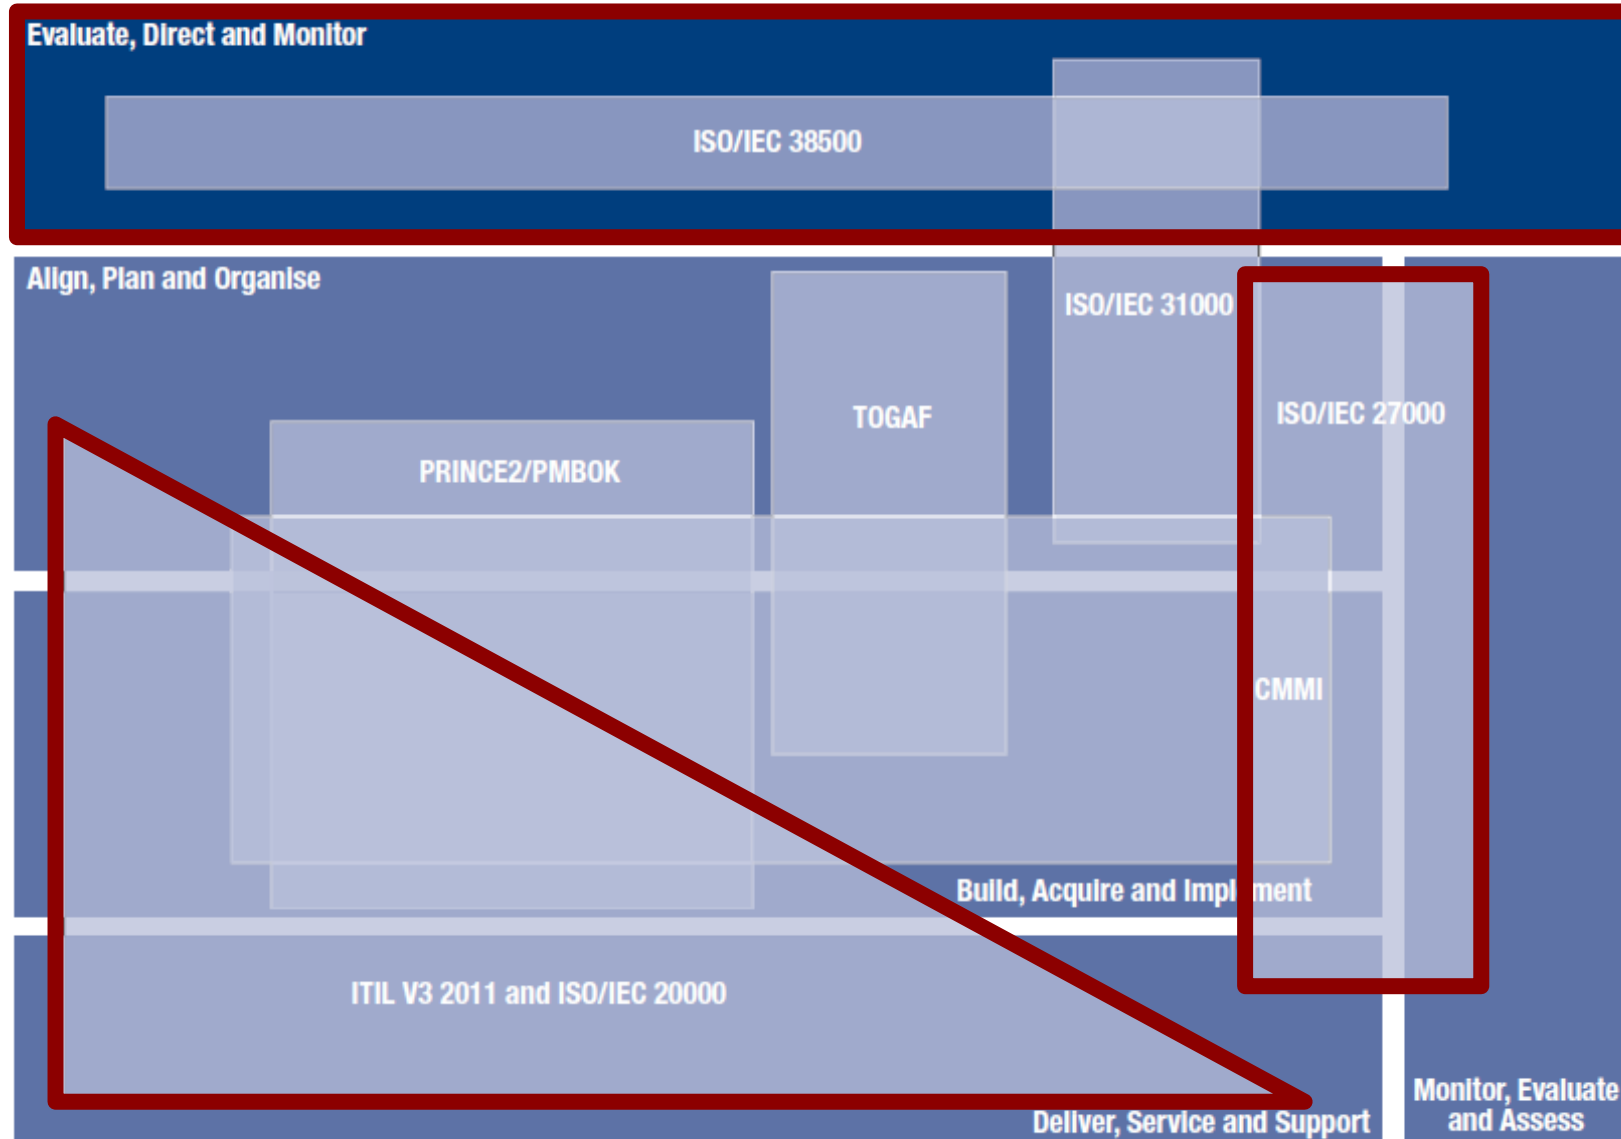 Evaluate, Direct and Monitor
ISO/IEC 38500
Align, Plan and Organise
ISO/IEC 31000
TOGAF
ISO/IEC 27000
PRINCE2/PMBOK
CMMI
Build, Acquire and Implement
ITIL V3 2011 and ISO/IEC 20000
Deliver, Service and Support
Monitor, Evaluate
and Assess